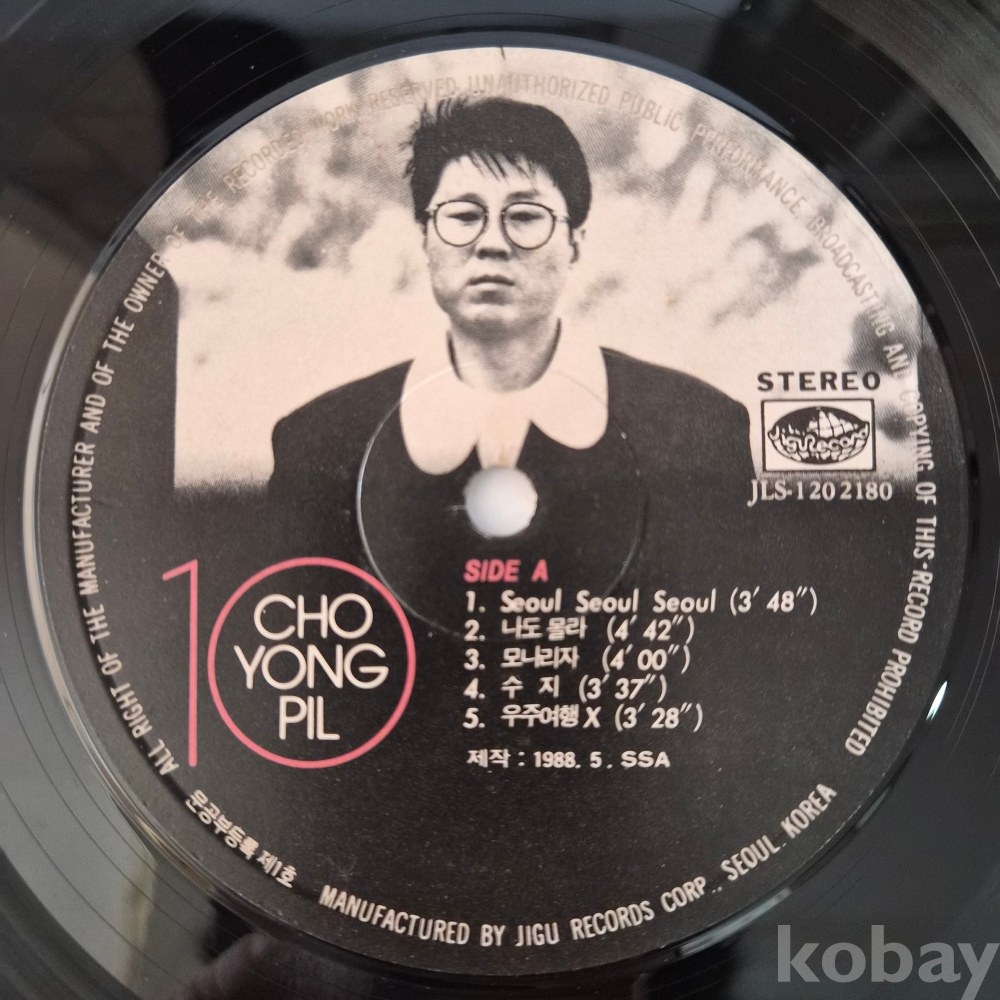 ALL RIGHT OF THE MANUFACTURER AND OF THE OWNER OF THE RECORDED WORK RESERVED UNAUTHORIZED PUBLIC PERFORMANCE BROADCASTING AND COPYING OF THIS·RECORD PROHIBITED
STEREO
Jigu Record
JLS-120 2180
10
CHO
YONG
PIL
SIDE A
1. Seoul Seoul Seoul (3′ 48″)
2. 나도 몰라 (4′ 42″)
3. 모나리자 (4′ 00″)
4. 수 지 (3′ 37″)
5. 우주여행 X (3′ 28″)
제작 : 1988. 5. SSA
문공부등록 제1호 MANUFACTURED BY JIGU RECORDS CORP., SEOUL. KOREA
kobay